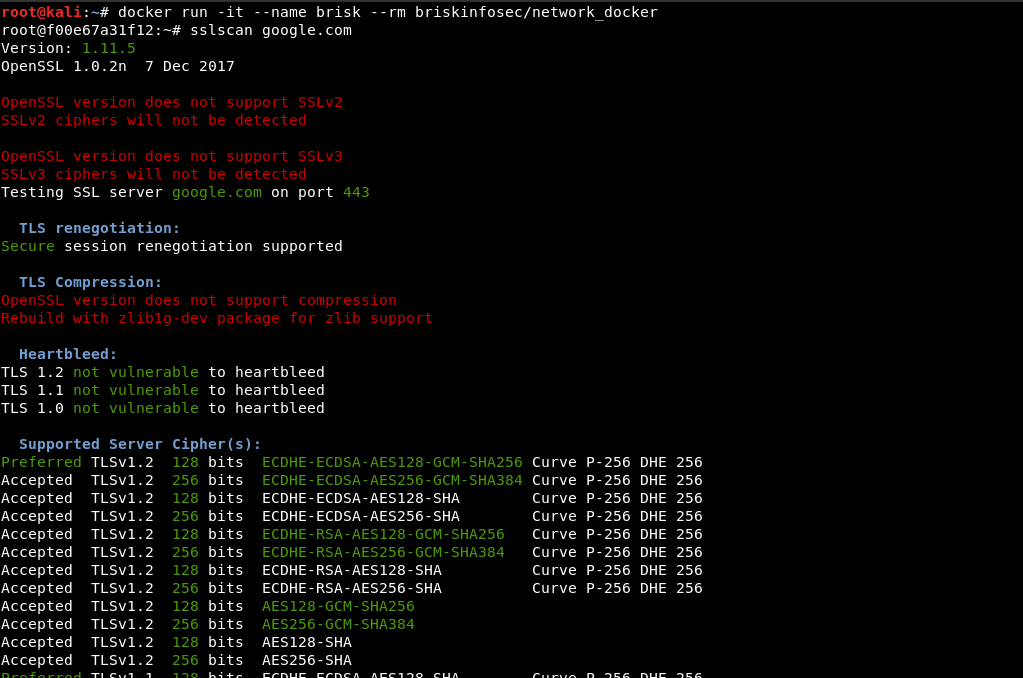 root@kali:~# docker run -it --name brisk --rm briskinfosec/network_docker
root@f00e67a31f12:~# sslscan google.com
Version: 1.11.5
OpenSSL 1.0.2n  7 Dec 2017
OpenSSL version does not support SSLv2
SSLv2 ciphers will not be detected
OpenSSL version does not support SSLv3
SSLv3 ciphers will not be detected
Testing SSL server google.com on port 443
TLS renegotiation:
Secure session renegotiation supported
TLS Compression:
OpenSSL version does not support compression
Rebuild with zlib1g-dev package for zlib support
Heartbleed:
TLS 1.2 not vulnerable to heartbleed
TLS 1.1 not vulnerable to heartbleed
TLS 1.0 not vulnerable to heartbleed
Supported Server Cipher(s):
Preferred TLSv1.2  128 bits  ECDHE-ECDSA-AES128-GCM-SHA256 Curve P-256 DHE 256
Accepted  TLSv1.2  256 bits  ECDHE-ECDSA-AES256-GCM-SHA384 Curve P-256 DHE 256
Accepted  TLSv1.2  128 bits  ECDHE-ECDSA-AES128-SHA        Curve P-256 DHE 256
Accepted  TLSv1.2  256 bits  ECDHE-ECDSA-AES256-SHA        Curve P-256 DHE 256
Accepted  TLSv1.2  128 bits  ECDHE-RSA-AES128-GCM-SHA256   Curve P-256 DHE 256
Accepted  TLSv1.2  256 bits  ECDHE-RSA-AES256-GCM-SHA384   Curve P-256 DHE 256
Accepted  TLSv1.2  128 bits  ECDHE-RSA-AES128-SHA          Curve P-256 DHE 256
Accepted  TLSv1.2  256 bits  ECDHE-RSA-AES256-SHA          Curve P-256 DHE 256
Accepted  TLSv1.2  128 bits  AES128-GCM-SHA256
Accepted  TLSv1.2  256 bits  AES256-GCM-SHA384
Accepted  TLSv1.2  128 bits  AES128-SHA
Accepted  TLSv1.2  256 bits  AES256-SHA
Preferred TLSv1.1  128 bits  ECDHE-ECDSA-AES128-SHA        Curve P-256 DHE 256